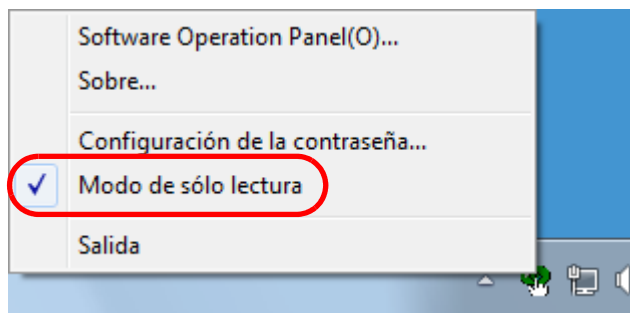 Software Operation Panel(O)...
Sobre...
Configuración de la contraseña...
Modo de sólo lectura
Salida